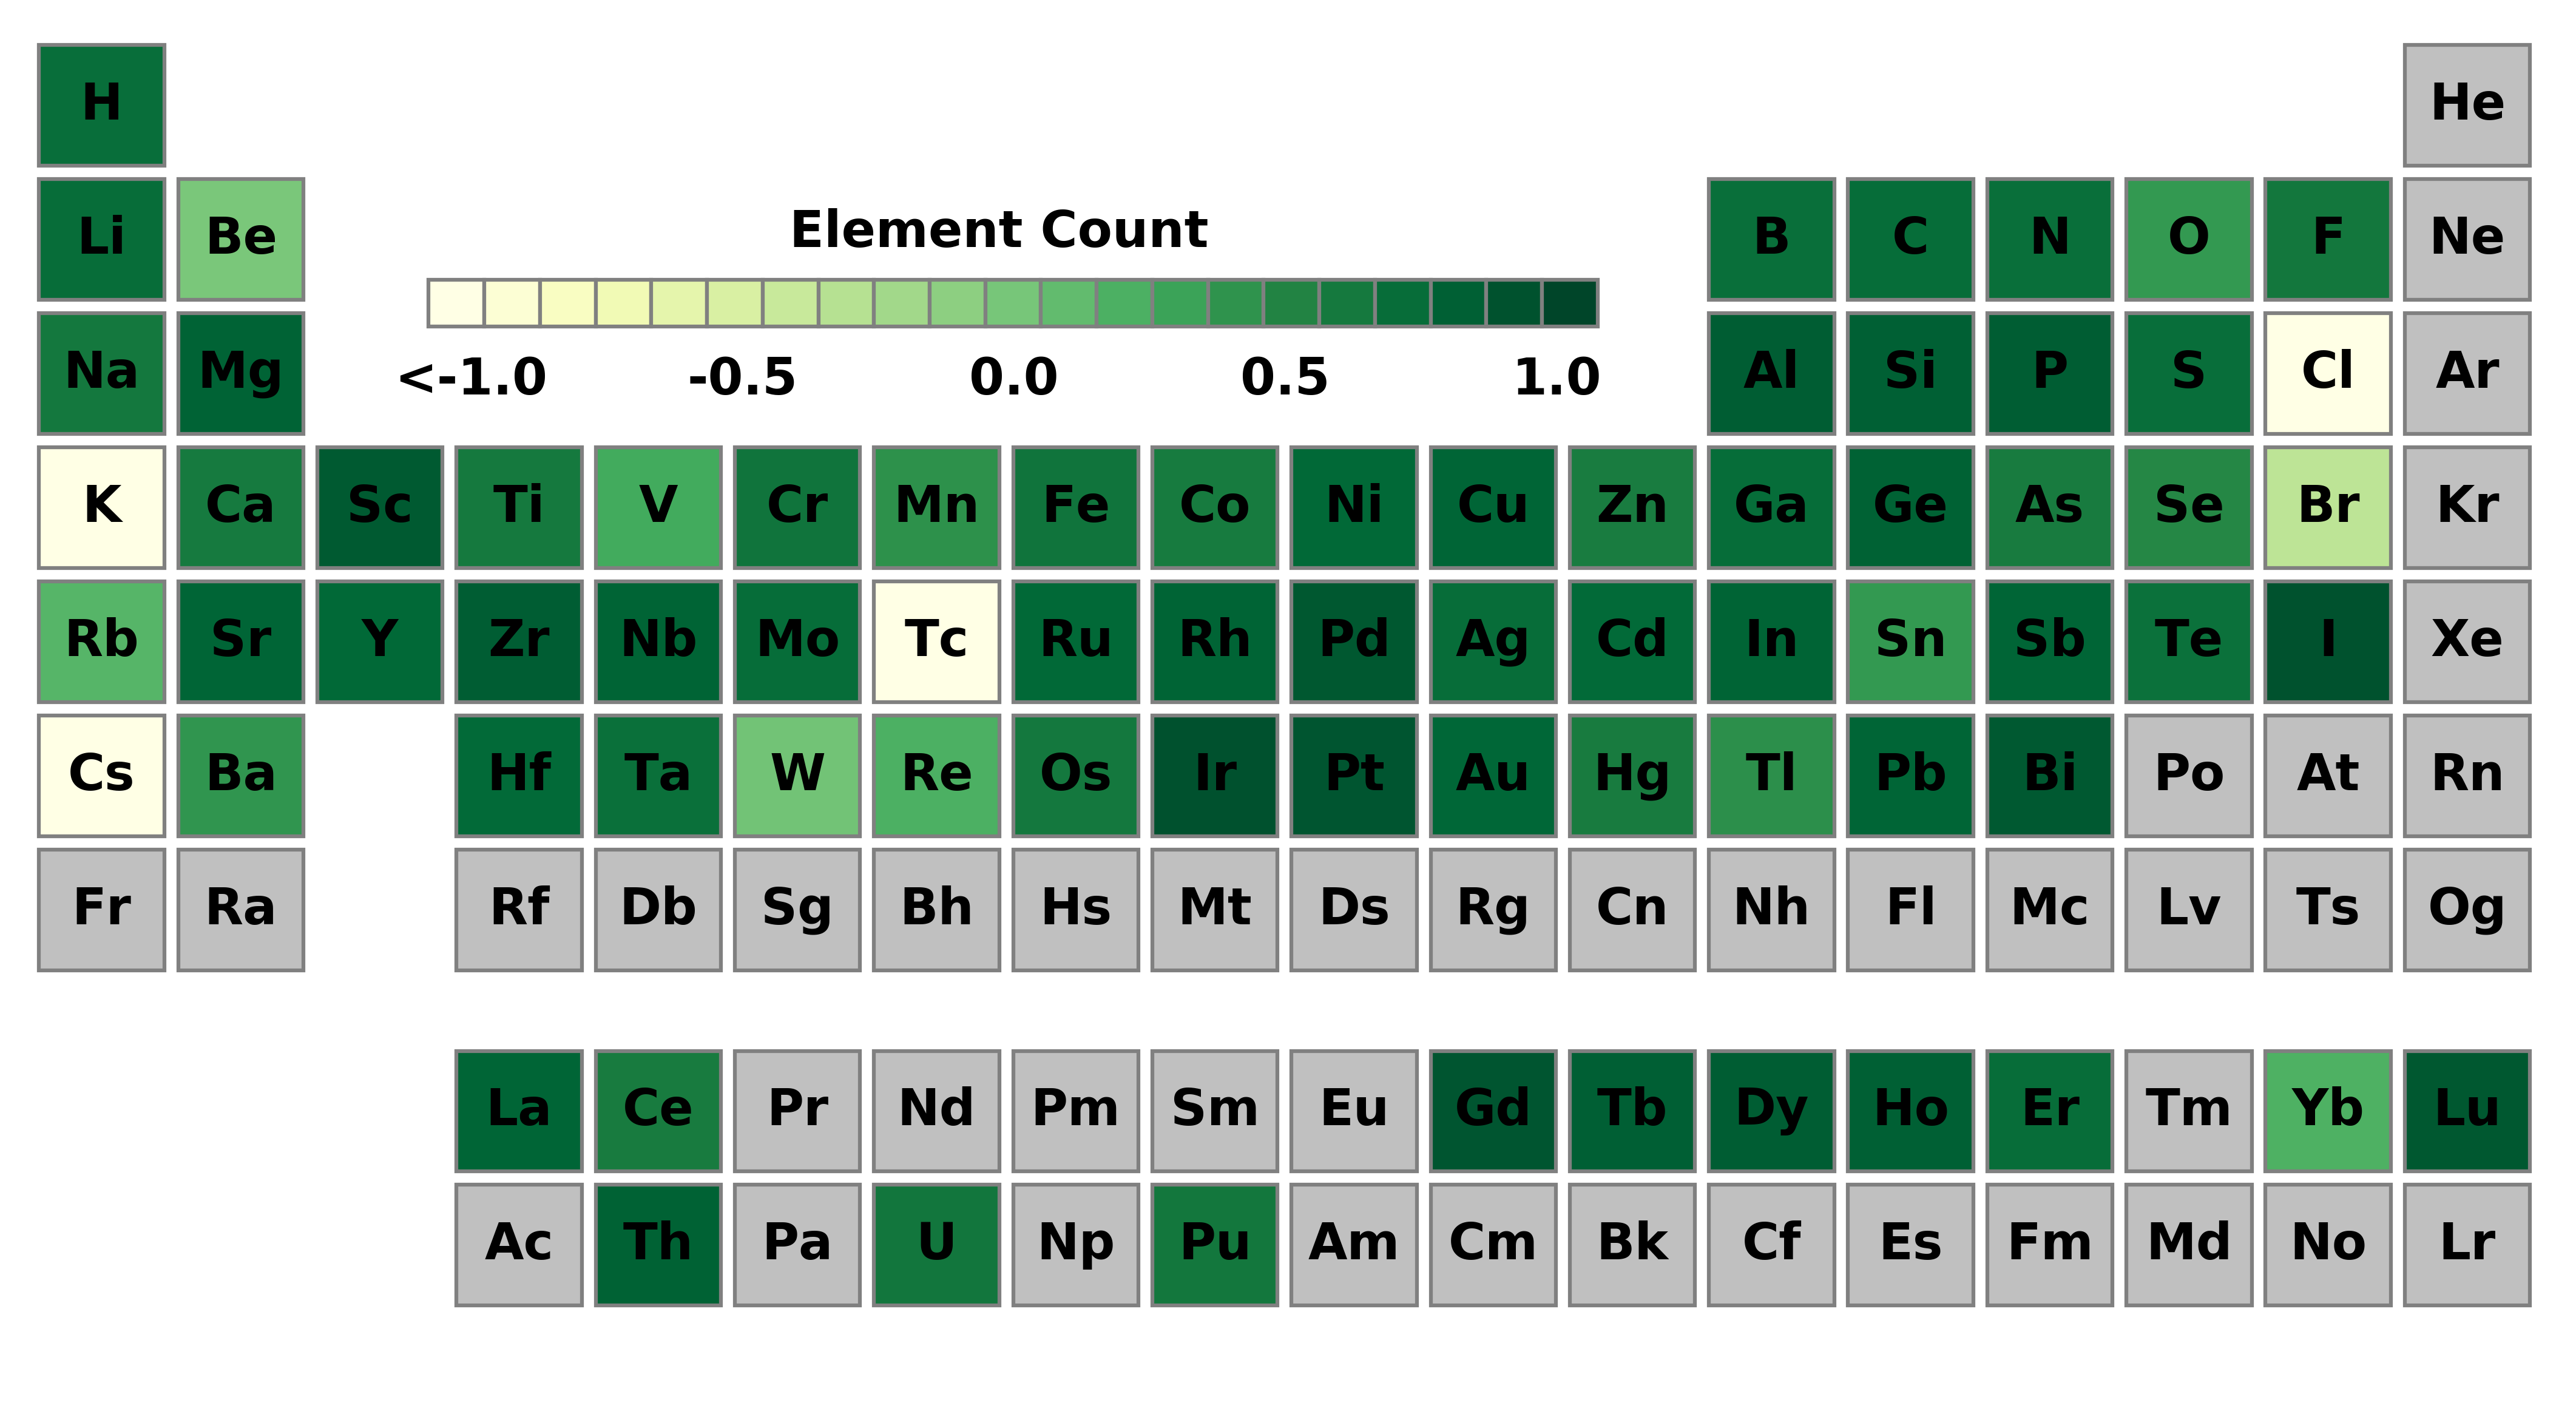 H He
Li Be B C N O F Ne
Element Count
Na Mg Al Si P S Cl Ar
<-1.0 -0.5 0.0 0.5 1.0
K Ca Sc Ti V Cr Mn Fe Co Ni Cu Zn Ga Ge As Se Br Kr
Rb Sr Y Zr Nb Mo Tc Ru Rh Pd Ag Cd In Sn Sb Te I Xe
Cs Ba Hf Ta W Re Os Ir Pt Au Hg Tl Pb Bi Po At Rn
Fr Ra Rf Db Sg Bh Hs Mt Ds Rg Cn Nh Fl Mc Lv Ts Og
La Ce Pr Nd Pm Sm Eu Gd Tb Dy Ho Er Tm Yb Lu
Ac Th Pa U Np Pu Am Cm Bk Cf Es Fm Md No Lr